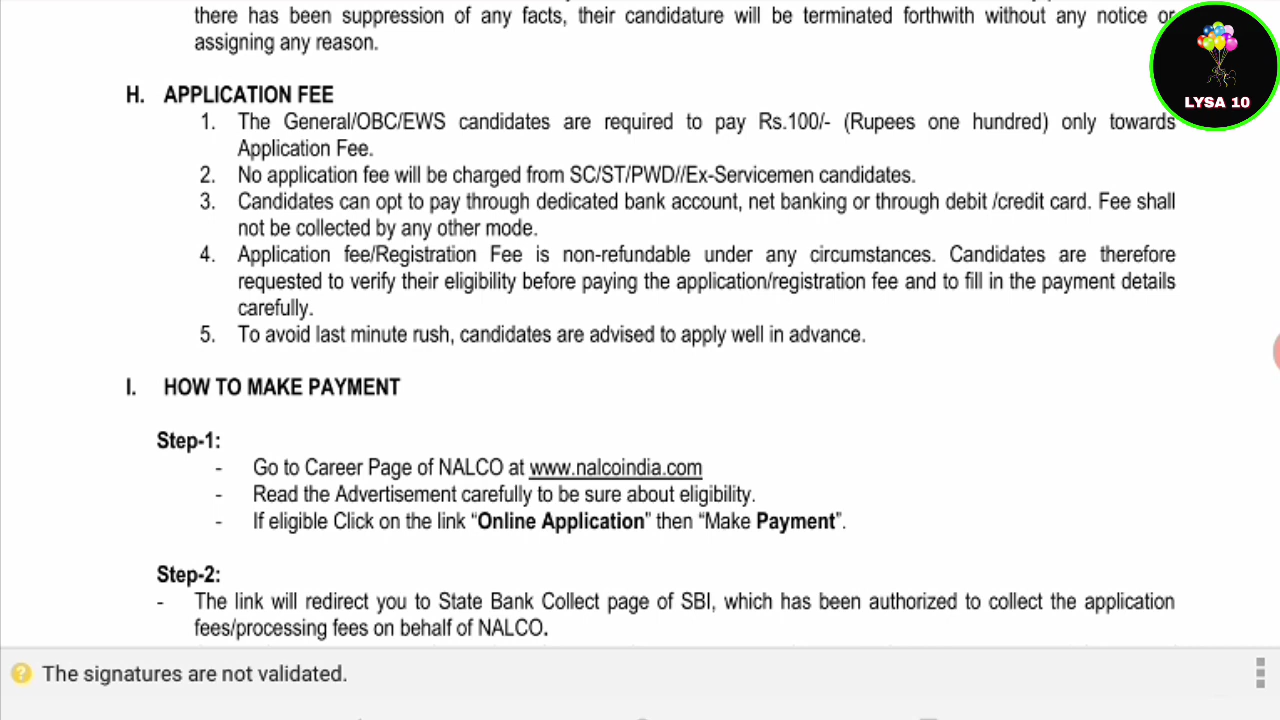 there has been suppression of any facts, their candidature will be terminated forthwith without any notice or
assigning any reason.
LYSA 10
H. APPLICATION FEE
1. The General/OBC/EWS candidates are required to pay Rs.100/- (Rupees one hundred) only towards
Application Fee.
2. No application fee will be charged from SC/ST/PWD//Ex-Servicemen candidates.
3. Candidates can opt to pay through dedicated bank account, net banking or through debit /credit card. Fee shall
not be collected by any other mode.
4. Application fee/Registration Fee is non-refundable under any circumstances. Candidates are therefore
requested to verify their eligibility before paying the application/registration fee and to fill in the payment details
carefully.
5. To avoid last minute rush, candidates are advised to apply well in advance.
I. HOW TO MAKE PAYMENT
Step-1:
- Go to Career Page of NALCO at www.nalcoindia.com
- Read the Advertisement carefully to be sure about eligibility.
- If eligible Click on the link “Online Application” then “Make Payment”.
Step-2:
- The link will redirect you to State Bank Collect page of SBI, which has been authorized to collect the application
fees/processing fees on behalf of NALCO.
The signatures are not validated.